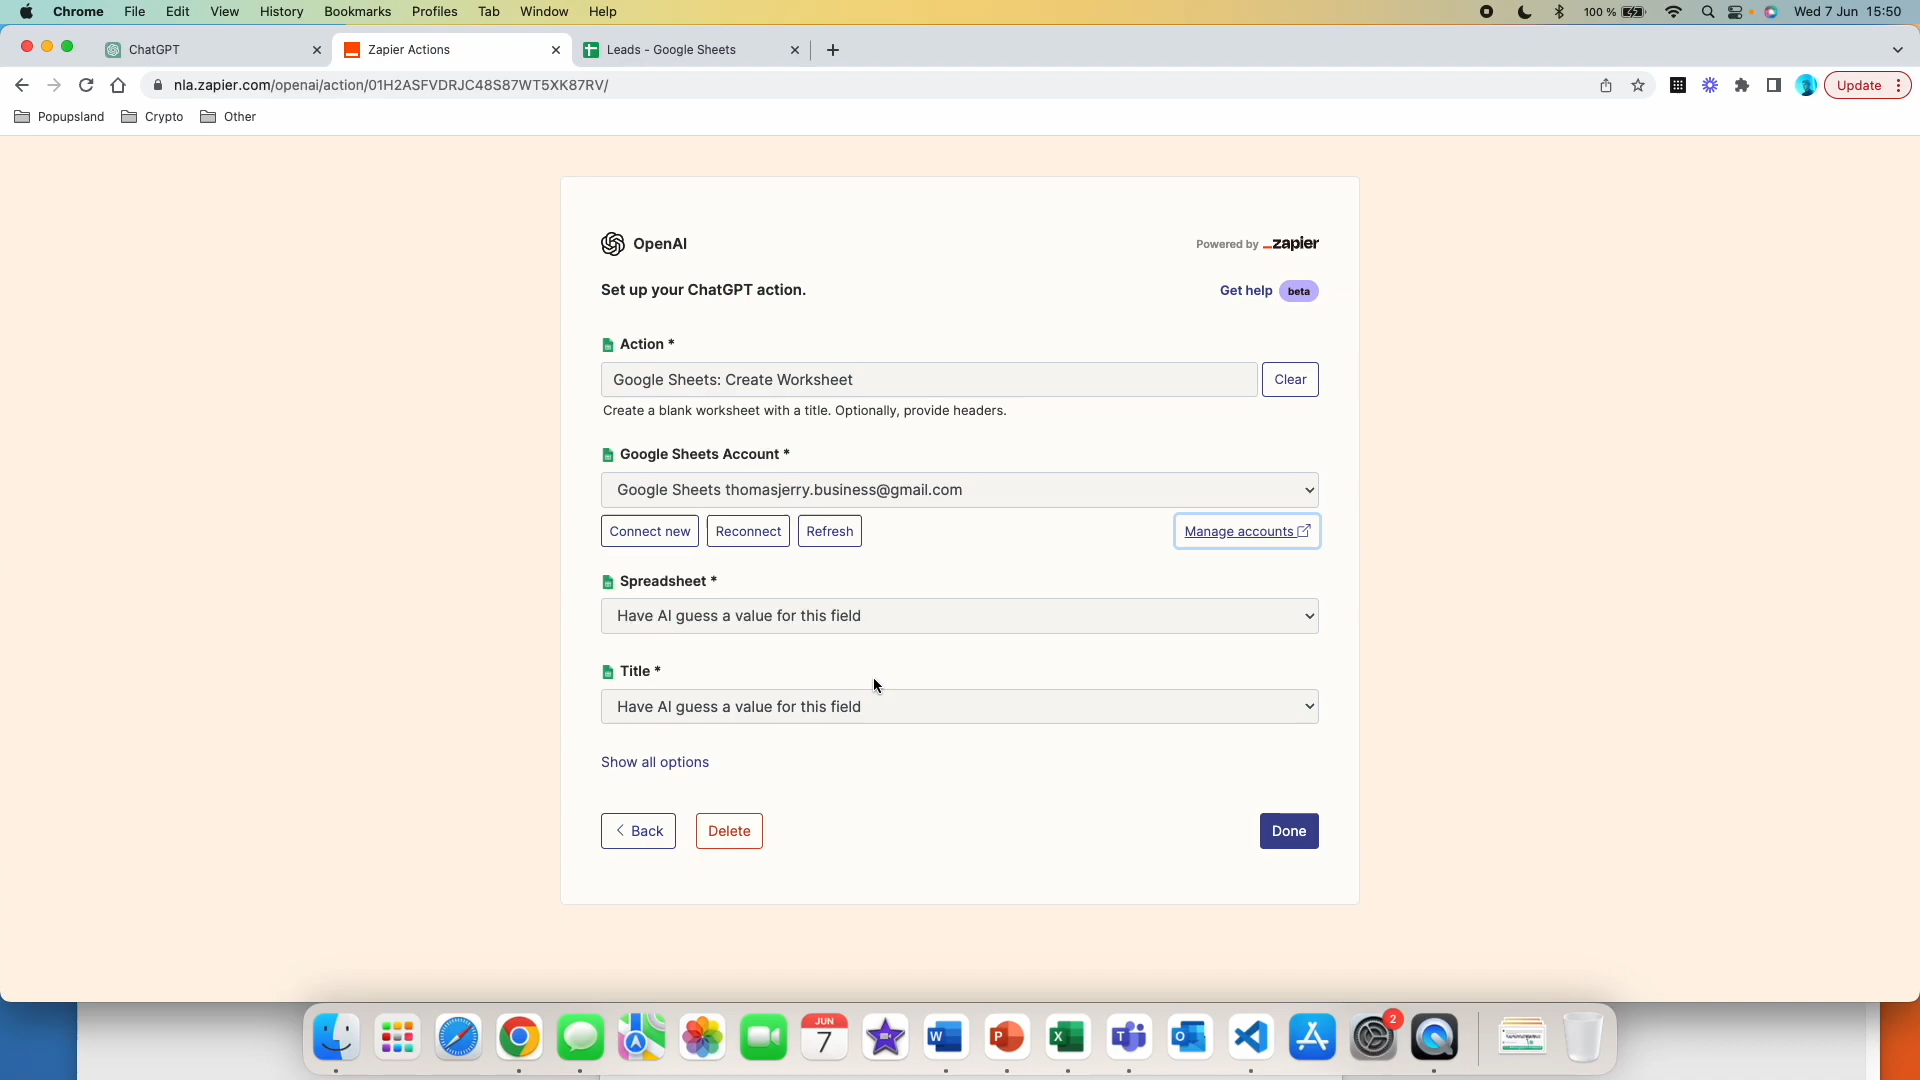 Chrome File Edit View History Bookmarks Profiles Tab Window Help 100 % Wed 7 Jun 15:50
ChatGPT Zapier Actions Leads - Google Sheets
nla.zapier.com/openai/action/01H2ASFVDRJC48S87WT5XK87RV/ Update
Popupsland Crypto Other
OpenAI Powered by zapier
Set up your ChatGPT action. Get help beta
Action *
Google Sheets: Create Worksheet Clear
Create a blank worksheet with a title. Optionally, provide headers.
Google Sheets Account *
Google Sheets thomasjerry.business@gmail.com
Connect new Reconnect Refresh Manage accounts
Spreadsheet *
Have AI guess a value for this field
Title *
Have AI guess a value for this field
Show all options
Back Delete Done
JUN 2
7 W P X T O